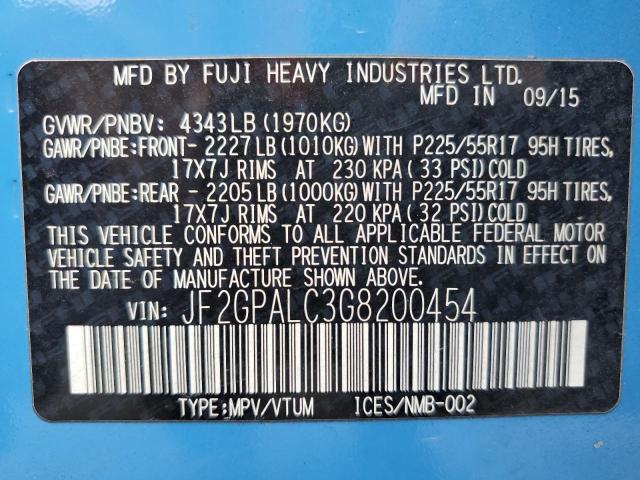 MFD BY FUJI HEAVY INDUSTRIES LTD.
MFD IN 09/15
GVWR/PNBV: 4343LB (1970KG)
GAWR/PNBE:FRONT- 2227LB(1010KG)WITH P225/55R17 95H TIRES,
17X7J RIMS AT 230 KPA( 33 PSI)COLD
GAWR/PNBE:REAR - 2205LB(1000KG)WITH P225/55R17 95H TIRES,
17X7J RIMS AT 220 KPA( 32 PSI)COLD
THIS VEHICLE CONFORMS TO ALL APPLICABLE FEDERAL MOTOR
VEHICLE SAFETY AND THEFT PREVENTION STANDARDS IN EFFECT ON
THE DATE OF MANUFACTURE SHOWN ABOVE.
VIN: JF2GPALC3G8200454
TYPE:MPV/VTUM ICES/NMB-002